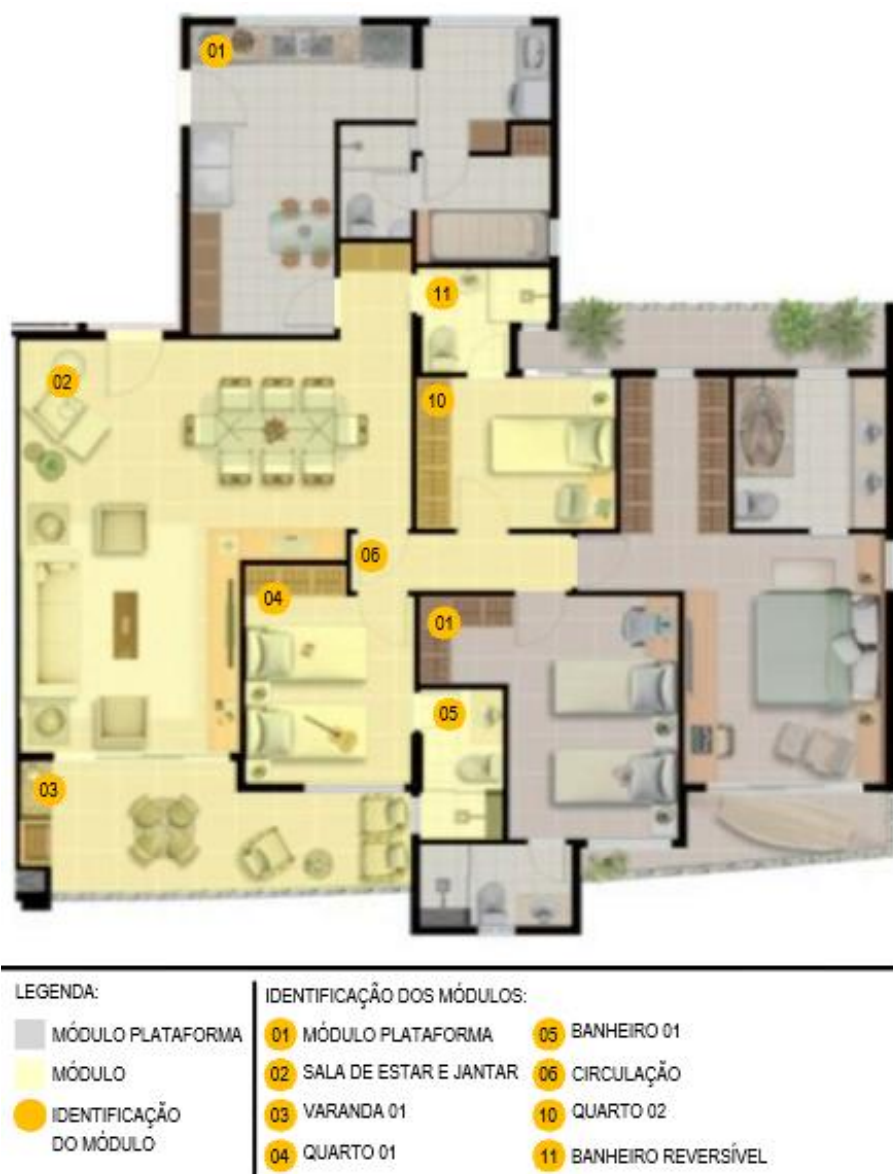 01
02
11
10
06
04
01
05
03
LEGENDA:
MÓDULO PLATAFORMA
MÓDULO
IDENTIFICAÇÃO
DO MÓDULO
IDENTIFICAÇÃO DOS MÓDULOS:
01 MÓDULO PLATAFORMA
02 SALA DE ESTAR E JANTAR
03 VARANDA 01
04 QUARTO 01
05 BANHEIRO 01
06 CIRCULAÇÃO
10 QUARTO 02
11 BANHEIRO REVERSÍVEL